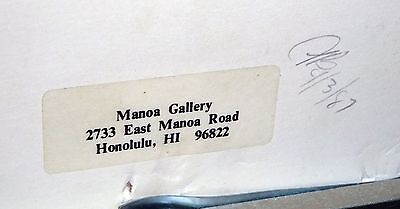 Manoa Gallery
2733 East Manoa Road
Honolulu, HI 96822